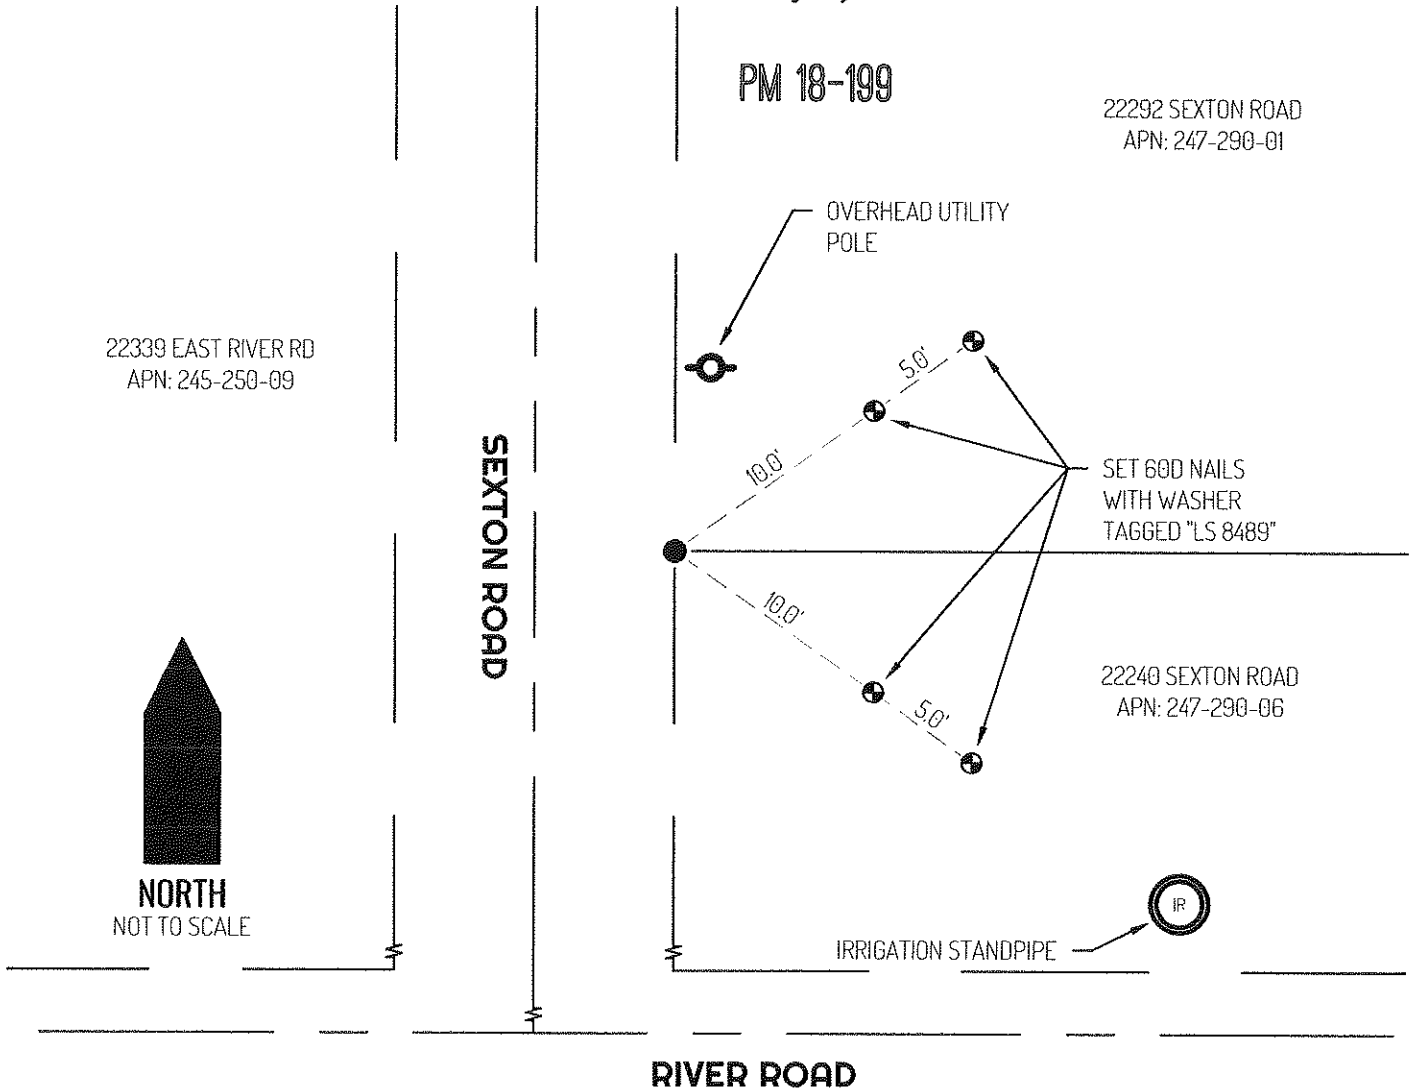 PM 18-199
22292 SEXTON ROAD
APN: 247-290-01
OVERHEAD UTILITY
POLE
22339 EAST RIVER RD
APN: 245-250-09
5.0'
10.0'
SEXTON ROAD
SET 60D NAILS
WITH WASHER
TAGGED "LS 8489"
10.0'
5.0'
22240 SEXTON ROAD
APN: 247-290-06
NORTH
NOT TO SCALE
IR
IRRIGATION STANDPIPE
RIVER ROAD